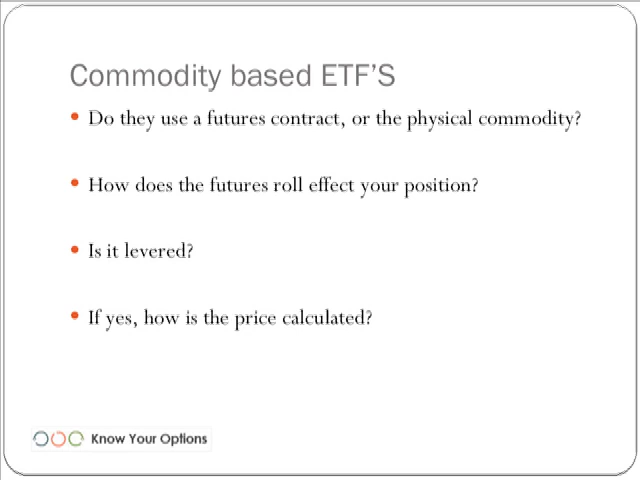 Commodity based ETF’S
Do they use a futures contract, or the physical commodity?
How does the futures roll effect your position?
Is it levered?
If yes, how is the price calculated?
Know Your Options